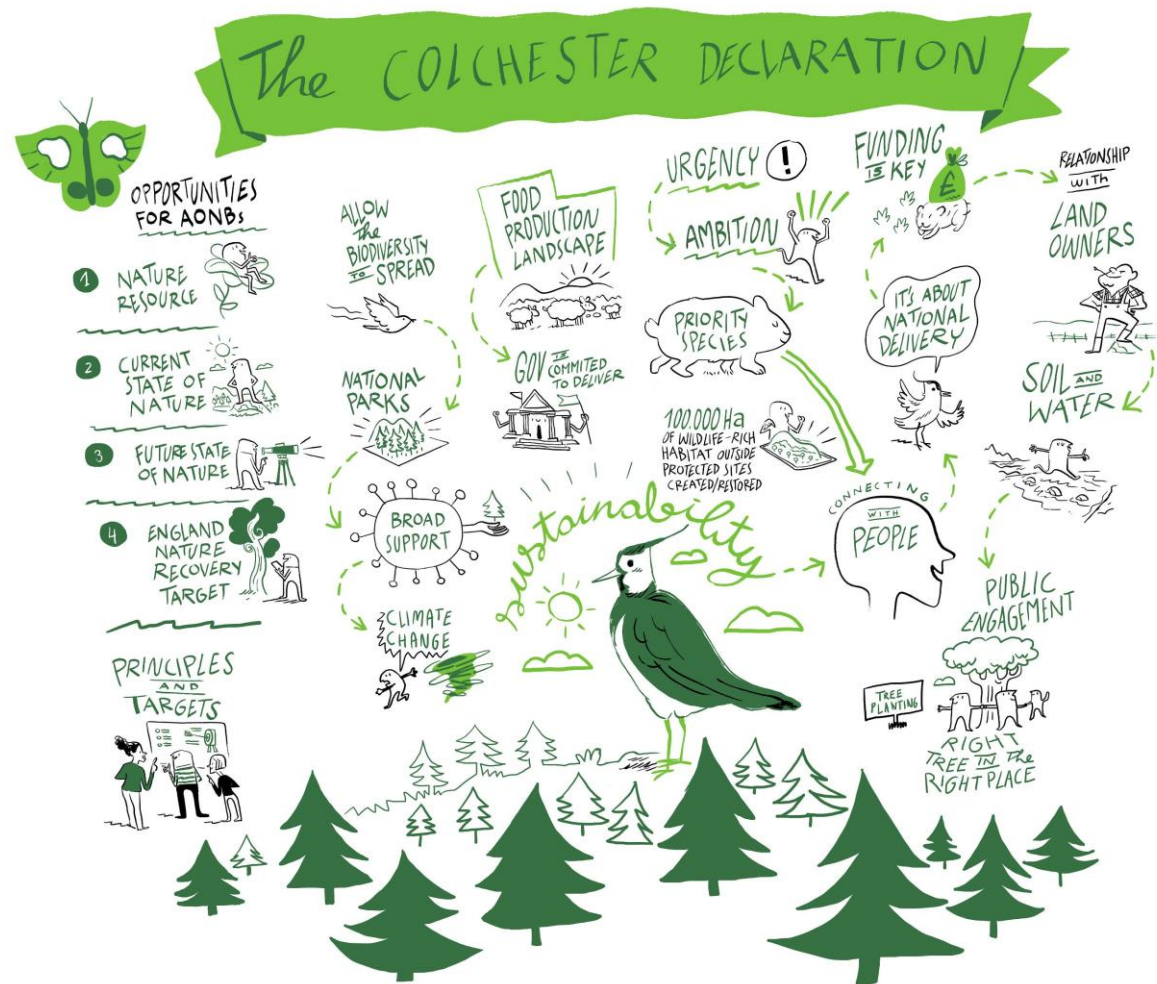 The COLCHESTER DECLARATION
OPPORTUNITIES
FOR AONBs
1 NATURE
RESOURCE
2 CURRENT
STATE OF
NATURE
3 FUTURE STATE
OF NATURE
4 ENGLAND
NATURE
RECOVERY
TARGET
PRINCIPLES
AND
TARGETS
ALLOW
the
BIODIVERSITY
TO SPREAD
NATIONAL
PARKS
BROAD
SUPPORT
CLIMATE
CHANGE
FOOD
PRODUCTION
LANDSCAPE
GOV IS COMMITED
TO DELIVER
URGENCY !
AMBITION
PRIORITY
SPECIES
100.000 Ha
OF WILDLIFE-RICH
HABITAT OUTSIDE
PROTECTED SITES
CREATED/RESTORED
sustainability
CONNECTING
WITH
PEOPLE
IT'S ABOUT
NATIONAL
DELIVERY
FUNDING
IS KEY
£
RELATIONSHIP
with
LAND
OWNERS
SOIL AND
WATER
PUBLIC
ENGAGEMENT
TREE
PLANTING
RIGHT
TREE IN the
RIGHT PLACE